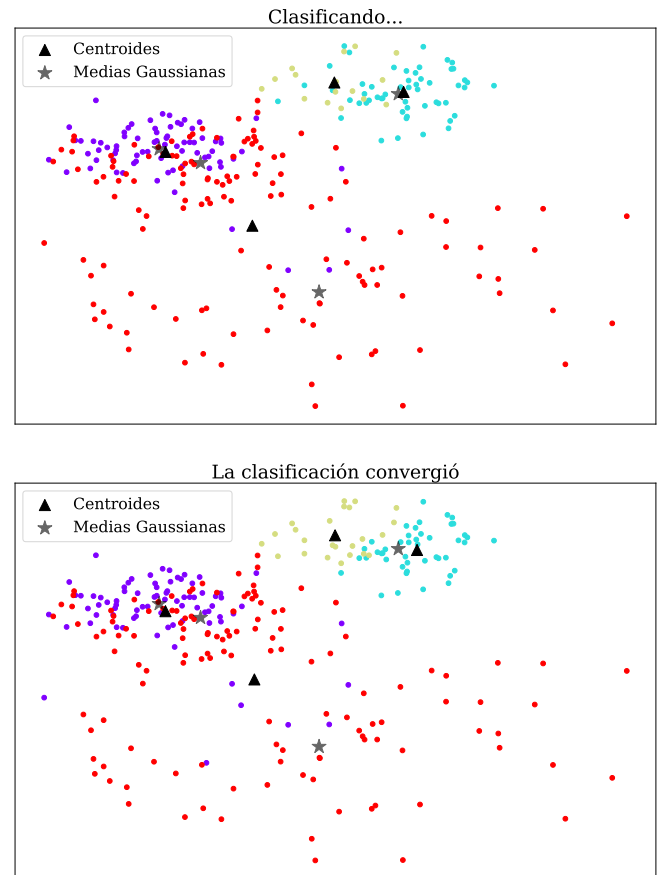 Clasificando...
Centroides
Medias Gaussianas
La clasificación convergió
Centroides
Medias Gaussianas